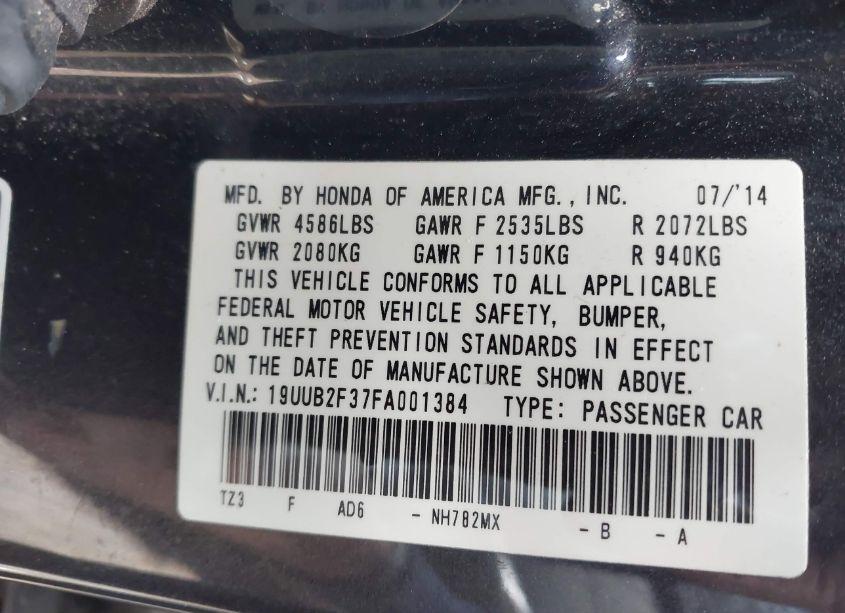 MFD. BY HONDA OF AMERICA MFG., INC. 07/'14
GVWR 4586LBS GAWR F 2535LBS R 2072LBS
GVWR 2080KG GAWR F 1150KG R 940KG
THIS VEHICLE CONFORMS TO ALL APPLICABLE
FEDERAL MOTOR VEHICLE SAFETY, BUMPER,
AND THEFT PREVENTION STANDARDS IN EFFECT
ON THE DATE OF MANUFACTURE SHOWN ABOVE.
V.I.N.: 19UUB2F37FA001384 TYPE: PASSENGER CAR
TZ3 F AD6 - NH782MX - B - A